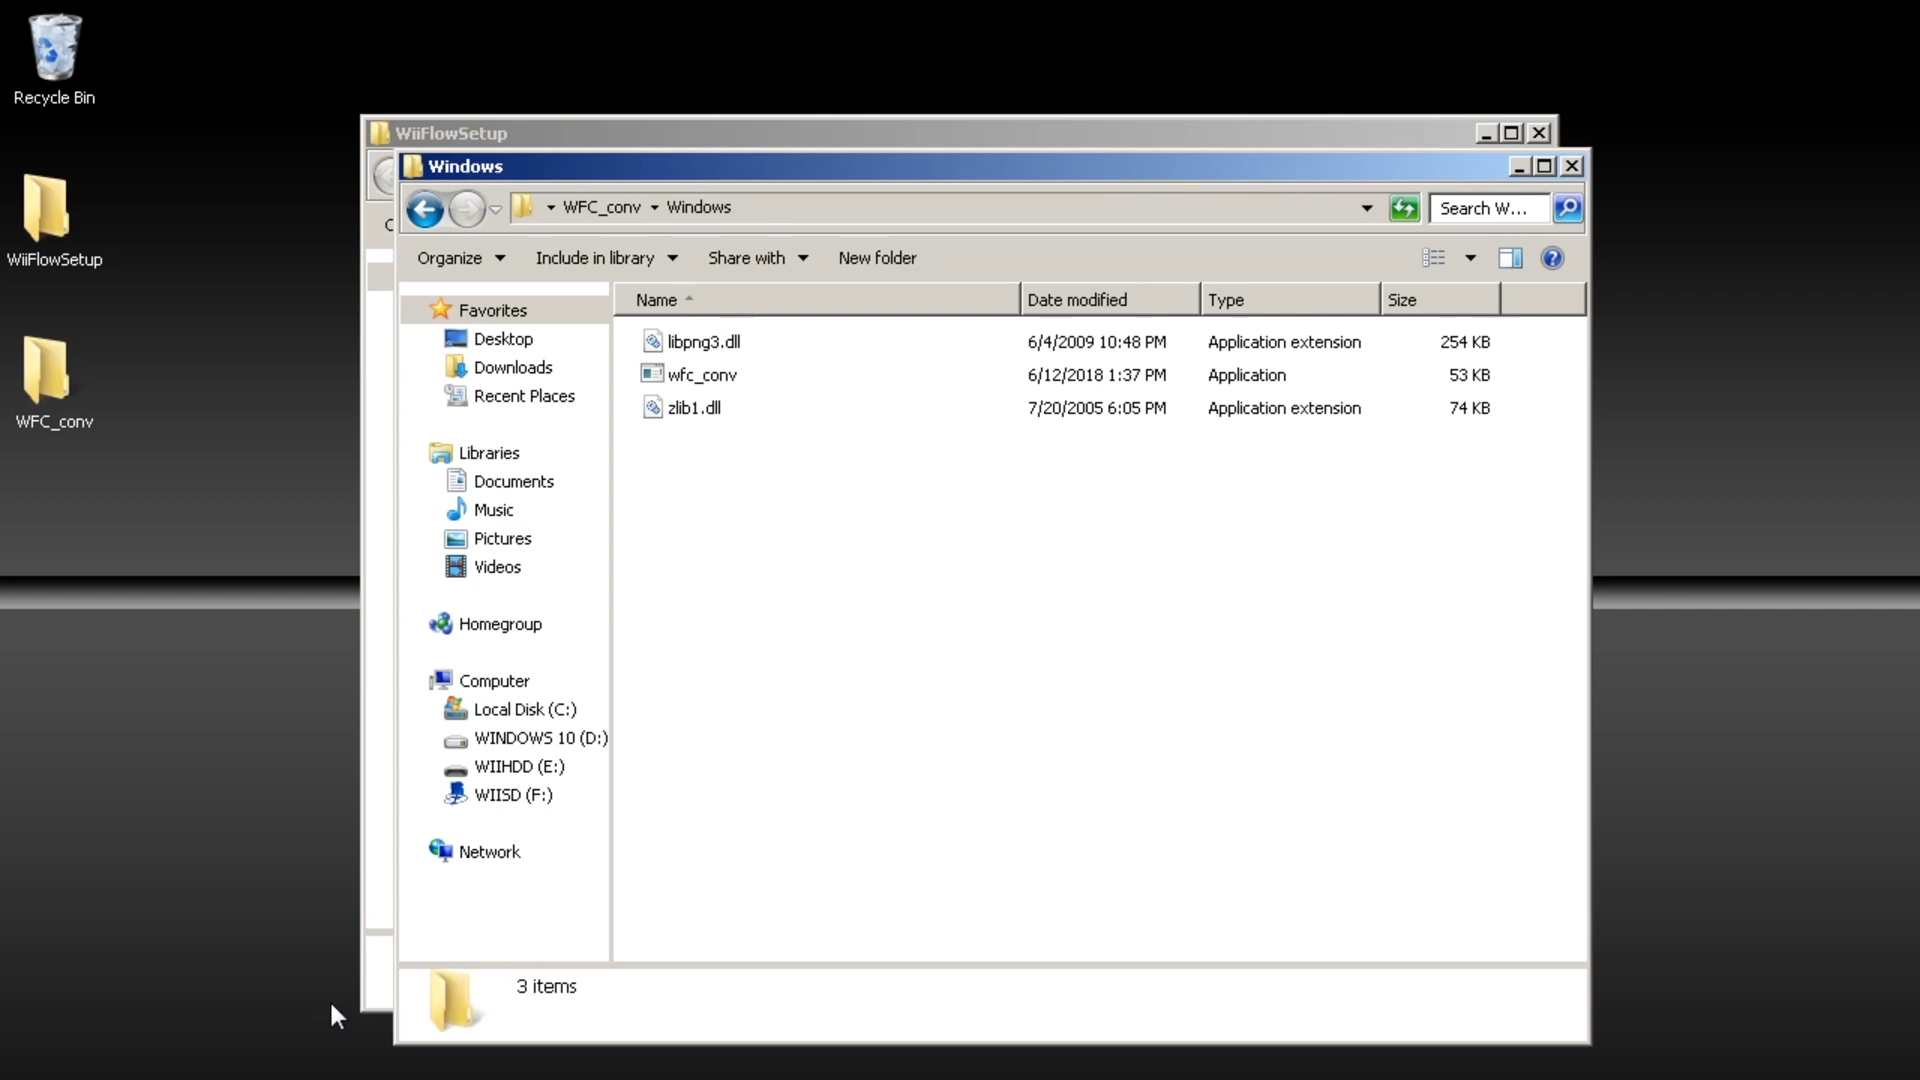 Recycle Bin
WiiFlowSetup
WFC_conv
WiiFlowSetup
Windows
WFC_conv Windows
Search W...
Organize Include in library Share with New folder
Name Date modified Type Size
libpng3.dll 6/4/2009 10:48 PM Application extension 254 KB
wfc_conv 6/12/2018 1:37 PM Application 53 KB
zlib1.dll 7/20/2005 6:05 PM Application extension 74 KB
Favorites
Desktop
Downloads
Recent Places
Libraries
Documents
Music
Pictures
Videos
Homegroup
Computer
Local Disk (C:)
WINDOWS 10 (D:)
WIIHDD (E:)
WIISD (F:)
Network
3 items